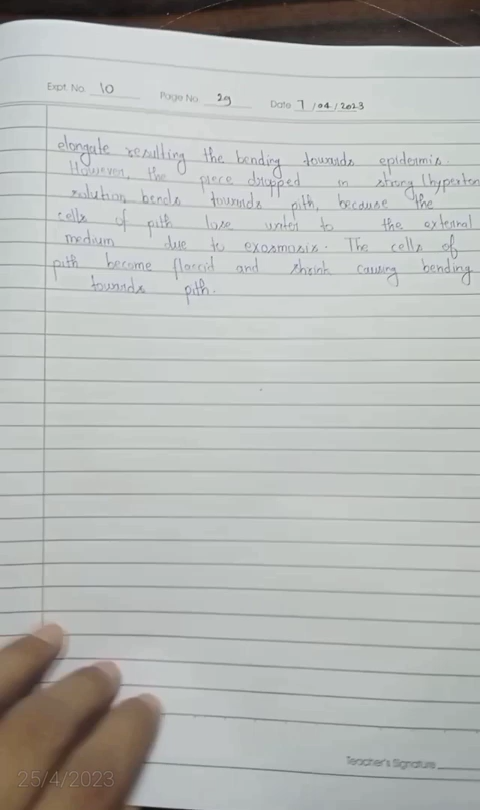 Expt. No. 10
Page No. 29
Date 7/04/2023
elongate resulting the bending towards epidermis.
However, the piece dropped in strong (hyperton
solution bends towards pith, because the
cells of pith lose water to the external
medium due to exosmosis. The cells of
pith become flaccid and shrink causing bending
towards pith.
Teacher's Signature
25/4/2023